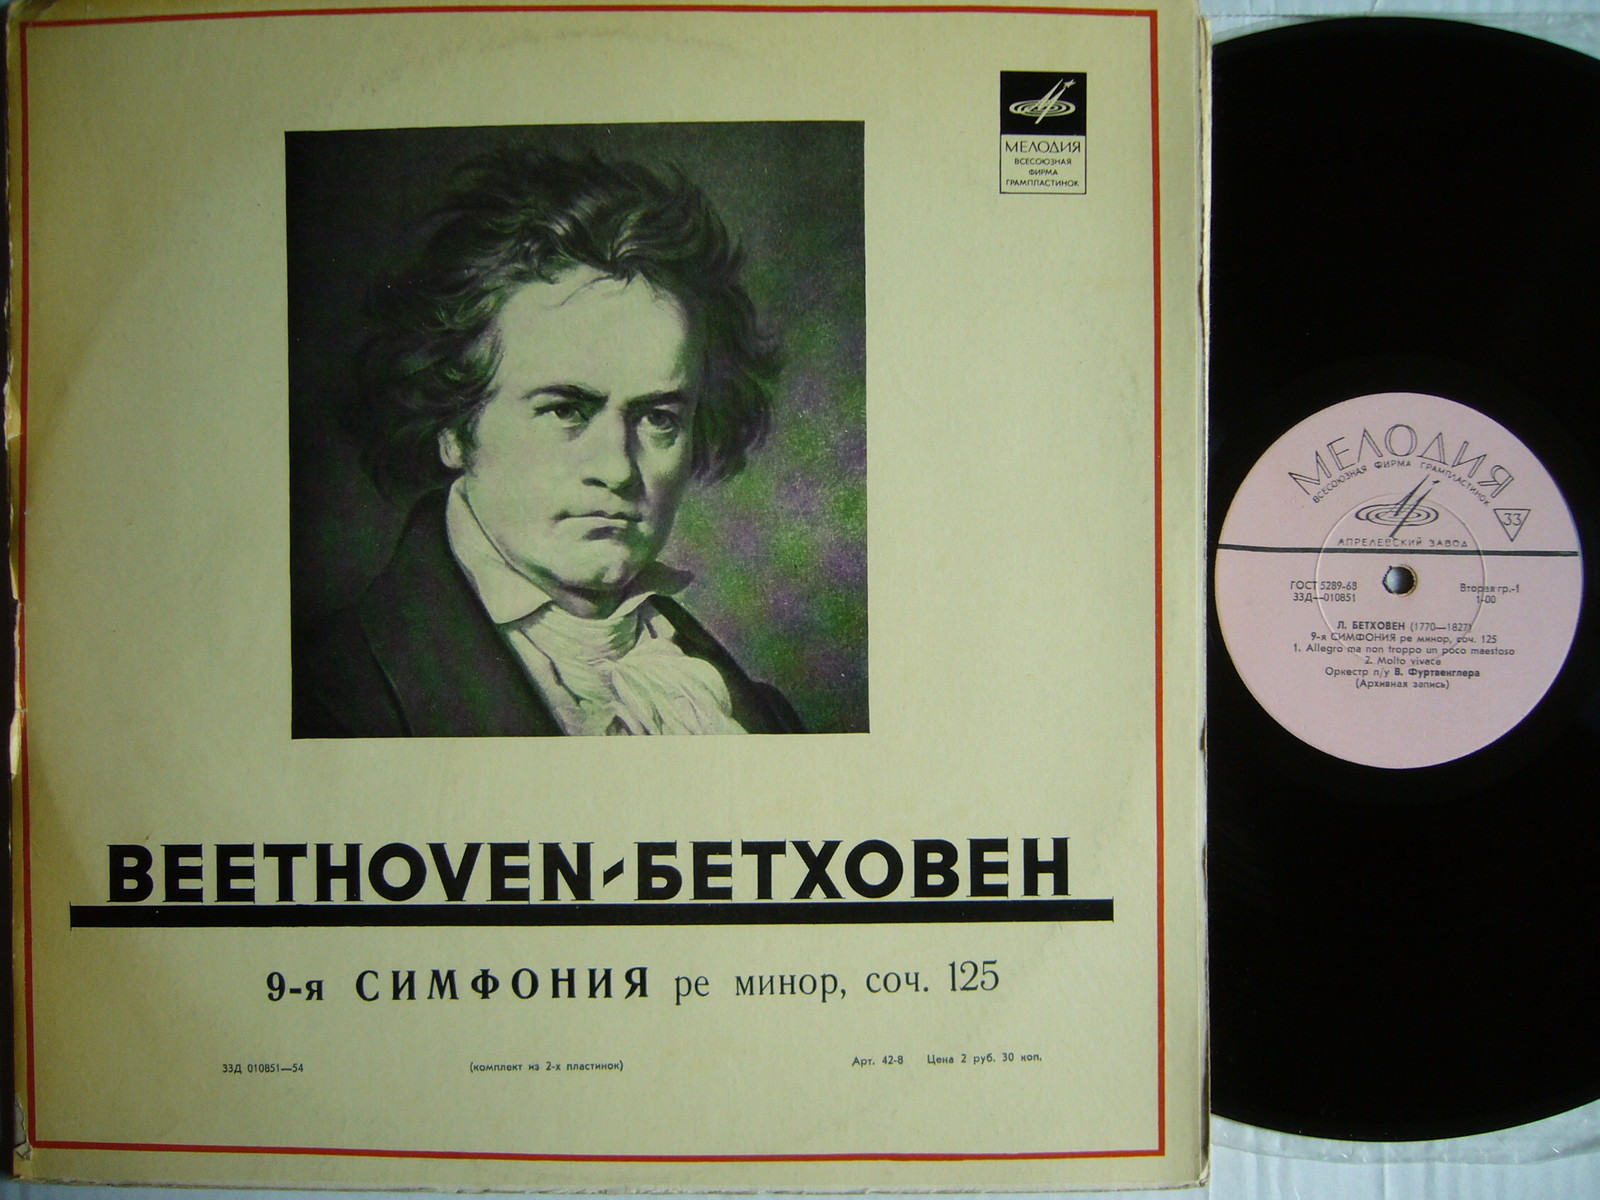 МЕЛОДИЯ
ВСЕСОЮЗНАЯ
ФИРМА
ГРАМПЛАСТИНОК
BEETHOVEN-БЕТХОВЕН
9-я СИМФОНИЯ ре минор, соч. 125
33Д 010851—54 (комплект из 2-х пластинок) Арт. 42-8 Цена 2 руб. 30 коп.
МЕЛОДИЯ
ВСЕСОЮЗНАЯ ФИРМА ГРАМПЛАСТИНОК
33
АПРЕЛЕВСКИЙ ЗАВОД
ГОСТ 5289-68 Вторая гр.-1
33Д—010851 1-00
Л. БЕТХОВЕН (1770—1827)
9-я СИМФОНИЯ ре минор, соч. 125
1. Allegro ma non troppo un poco maestoso
2. Molto vivace
Оркестр п/у В. Фуртвенглера
(Архивная запись)